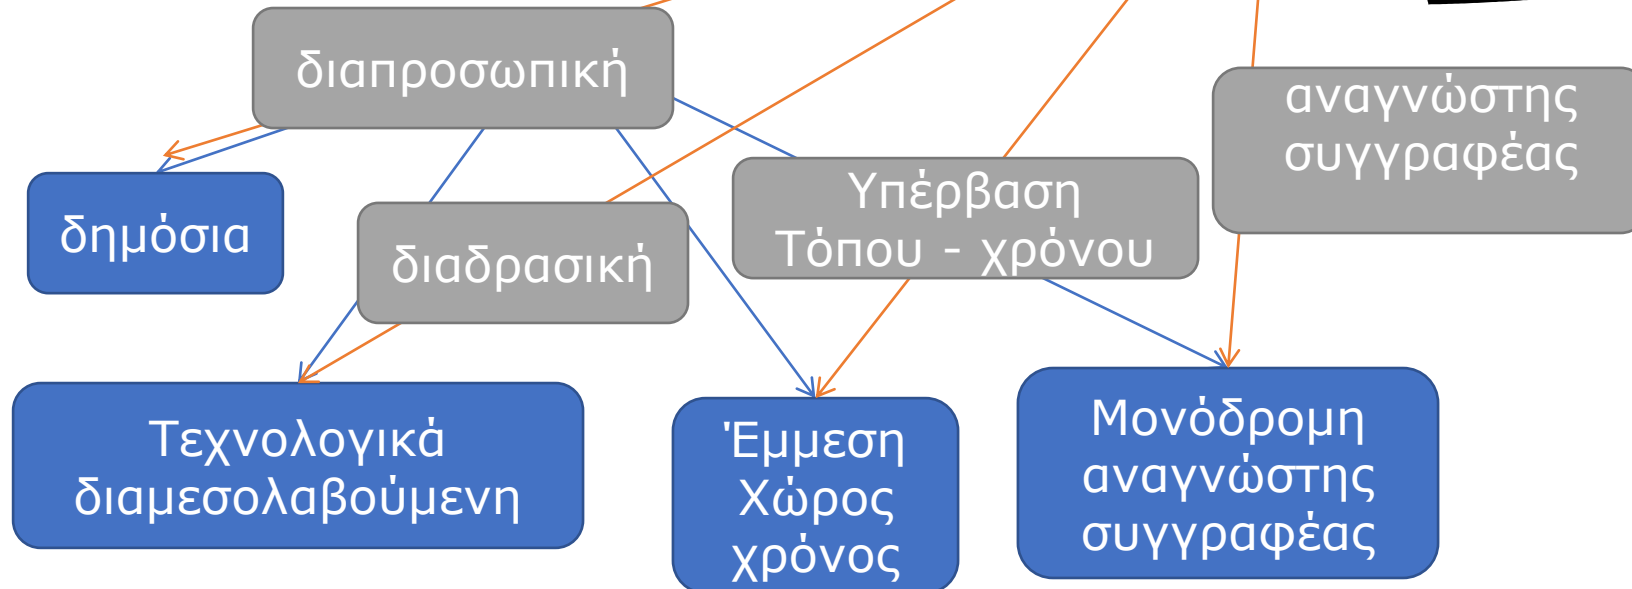 διαπροσωπική
αναγνώστης
συγγραφέας
Υπέρβαση
Τόπου - χρόνου
δημόσια
διαδρασική
Τεχνολογικά
διαμεσολαβούμενη
Έμμεση
Χώρος
χρόνος
Μονόδρομη
αναγνώστης
συγγραφέας